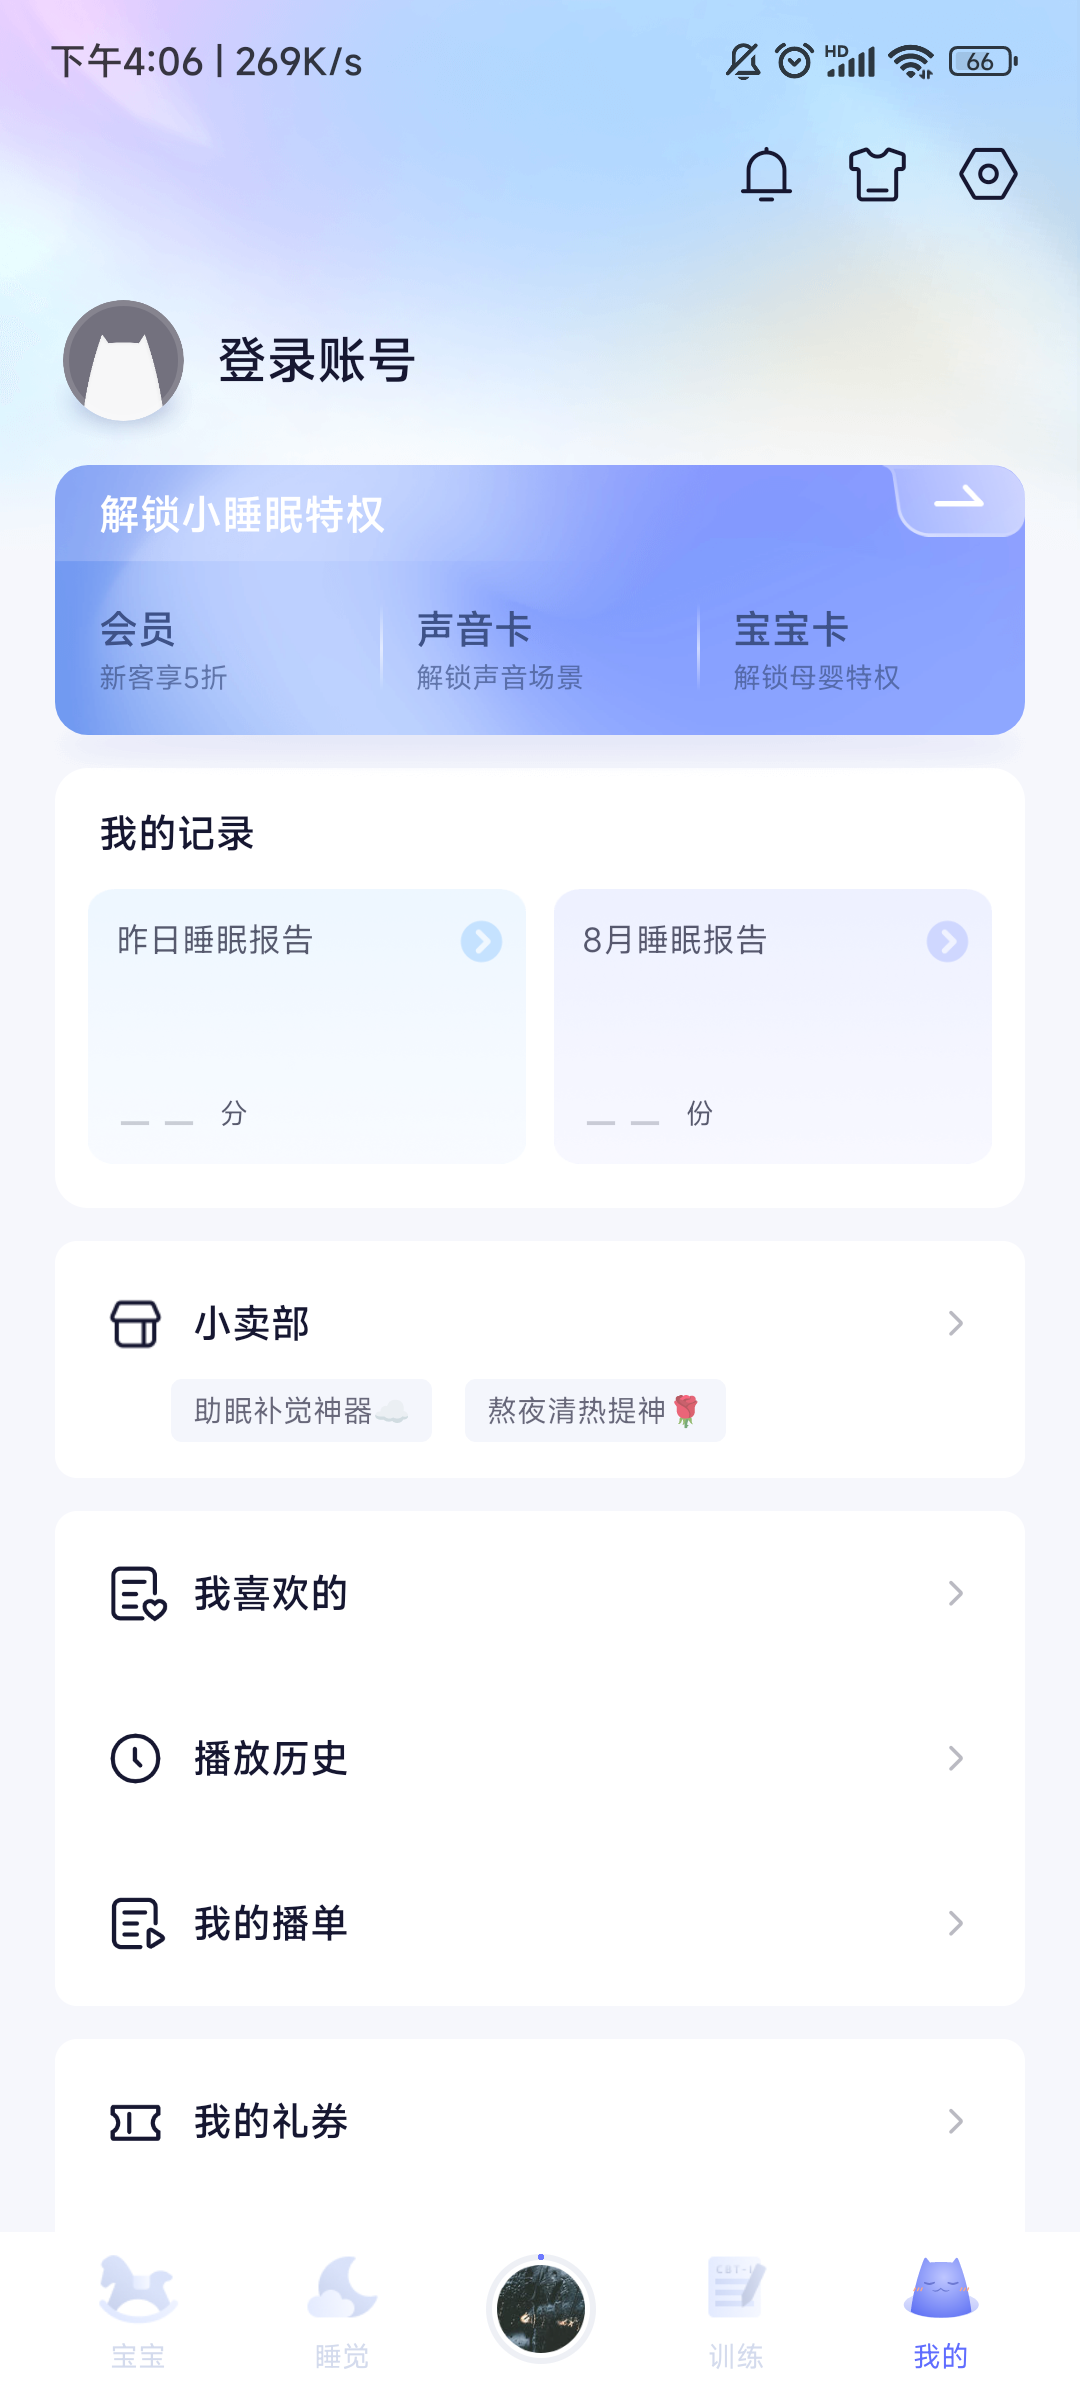 下午4:06 | 269K/s
HD
66
登录账号
解锁小睡眠特权
会员
新客享5折
声音卡
解锁声音场景
宝宝卡
解锁母婴特权
我的记录
昨日睡眠报告
-- 分
8月睡眠报告
-- 份
小卖部
助眠补觉神器☁️
熬夜清热提神🌹
我喜欢的
播放历史
我的播单
我的礼券
宝宝
睡觉
CBT-I
训练
我的